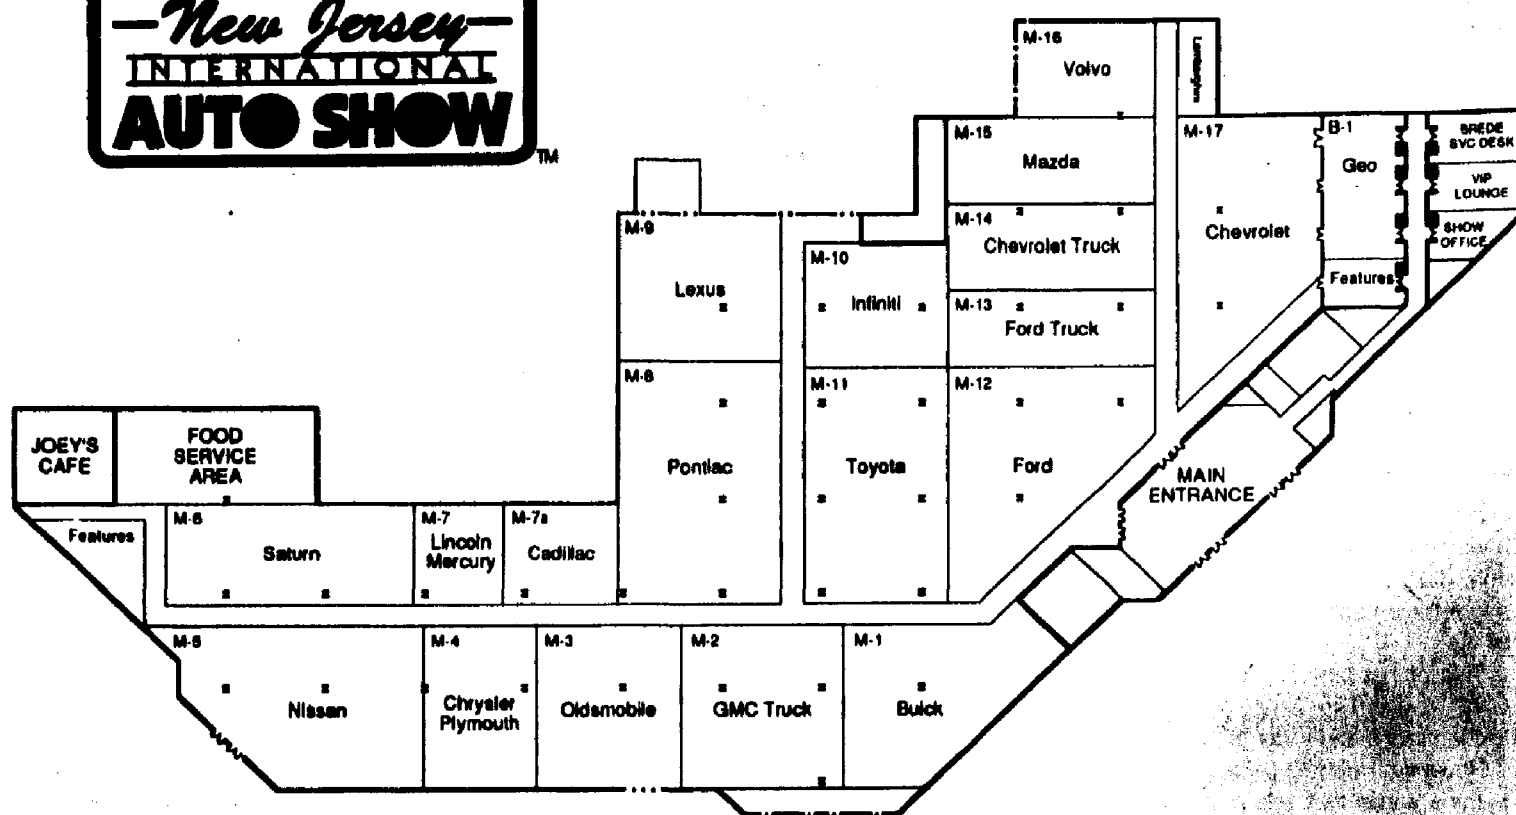 New Jersey
INTERNATIONAL
AUTO SHOW
TM
M-16
Volvo
Lamborghini
M-15
Mazda
M-17
Chevrolet
B-1
Geo
Features
BREDE
SVC DESK
VIP
LOUNGE
SHOW
OFFICE
M-14
Chevrolet Truck
M-13
Ford Truck
M-9
Lexus
M-10
Infiniti
M-8
Pontiac
M-11
Toyota
M-12
Ford
MAIN
ENTRANCE
JOEY'S
CAFE
FOOD
SERVICE
AREA
Features
M-6
Saturn
M-7
Lincoln
Mercury
M-7a
Cadillac
M-5
Nissan
M-4
Chrysler
Plymouth
M-3
Oldsmobile
M-2
GMC Truck
M-1
Buick